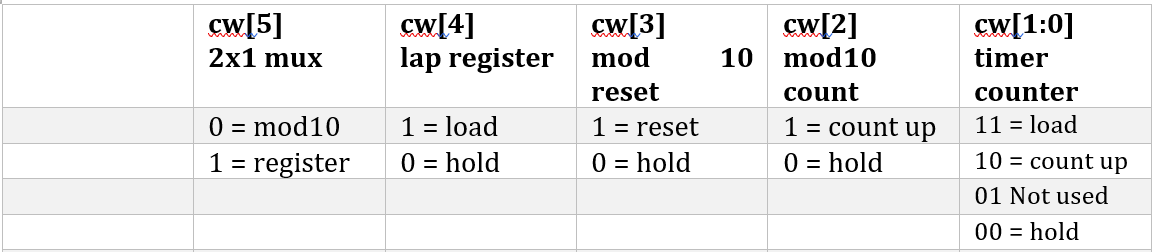 cw[5] cw[4] cw[3] cw[2] cw[1:0]
2x1 mux lap register mod 10 mod10 timer
reset count counter
0 = mod10 1 = load 1 = reset 1 = count up 11 = load
1 = register 0 = hold 0 = hold 0 = hold 10 = count up
01 Not used
00 = hold